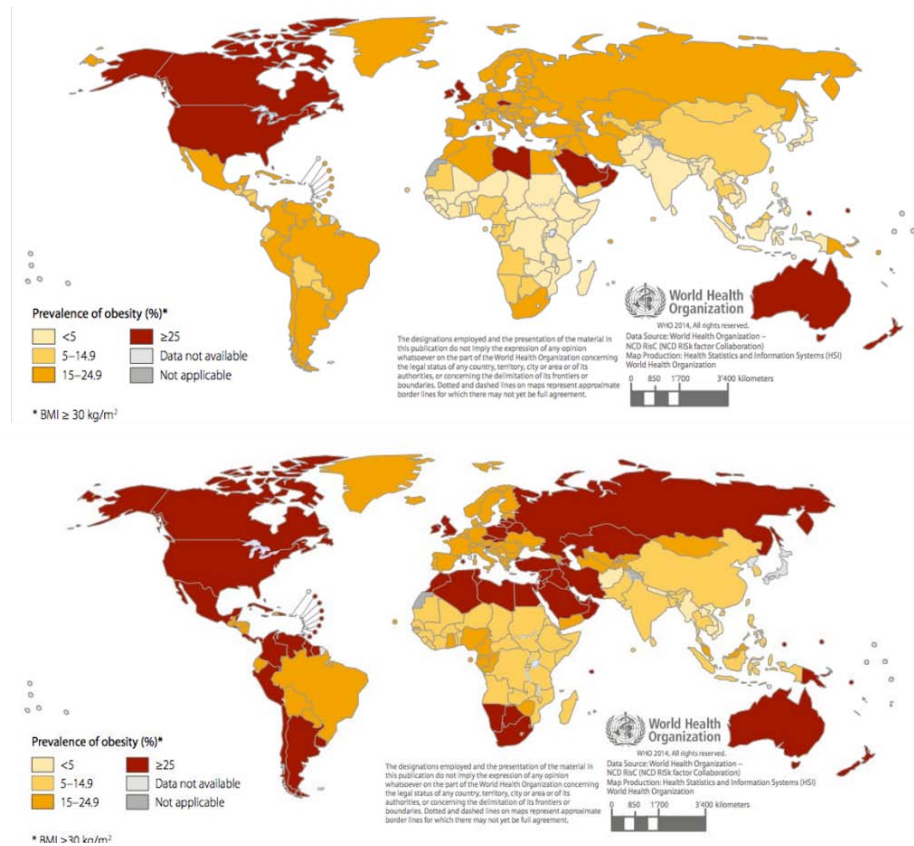 Prevalence of obesity (%)*
<5
≥25
5–14.9
Data not available
15–24.9
Not applicable
* BMI ≥ 30 kg/m²
The designations employed and the presentation of the material in
this publication do not imply the expression of any opinion
whatsoever on the part of the World Health Organization concerning
the legal status of any country, territory, city or area or of its
authorities, or concerning the delimitation of its frontiers or
boundaries. Dotted and dashed lines on maps represent approximate
border lines for which there may not yet be full agreement.
World Health
Organization
WHO 2014, All rights reserved.
Data Source: World Health Organization –
NCD RisC (NCD RISk factor Collaboration)
Map Production: Health Statistics and Information Systems (HSI)
World Health Organization
0 850 1'700 3'400 kilometers
Prevalence of obesity (%)*
<5
≥25
5–14.9
Data not available
15–24.9
Not applicable
* BMI ≥30 kg/m²
The designations employed and the presentation of the material in
this publication do not imply the expression of any opinion
whatsoever on the part of the World Health Organization concerning
the legal status of any country, territory, city or area or of its
authorities, or concerning the delimitation of its frontiers or
boundaries. Dotted and dashed lines on maps represent approximate
border lines for which there may not yet be full agreement.
World Health
Organization
WHO 2014, All rights reserved.
Data Source: World Health Organization –
NCD RisC (NCD RISk factor Collaboration)
Map Production: Health Statistics and Information Systems (HSI)
World Health Organization
0 850 1'700 3'400 kilometers